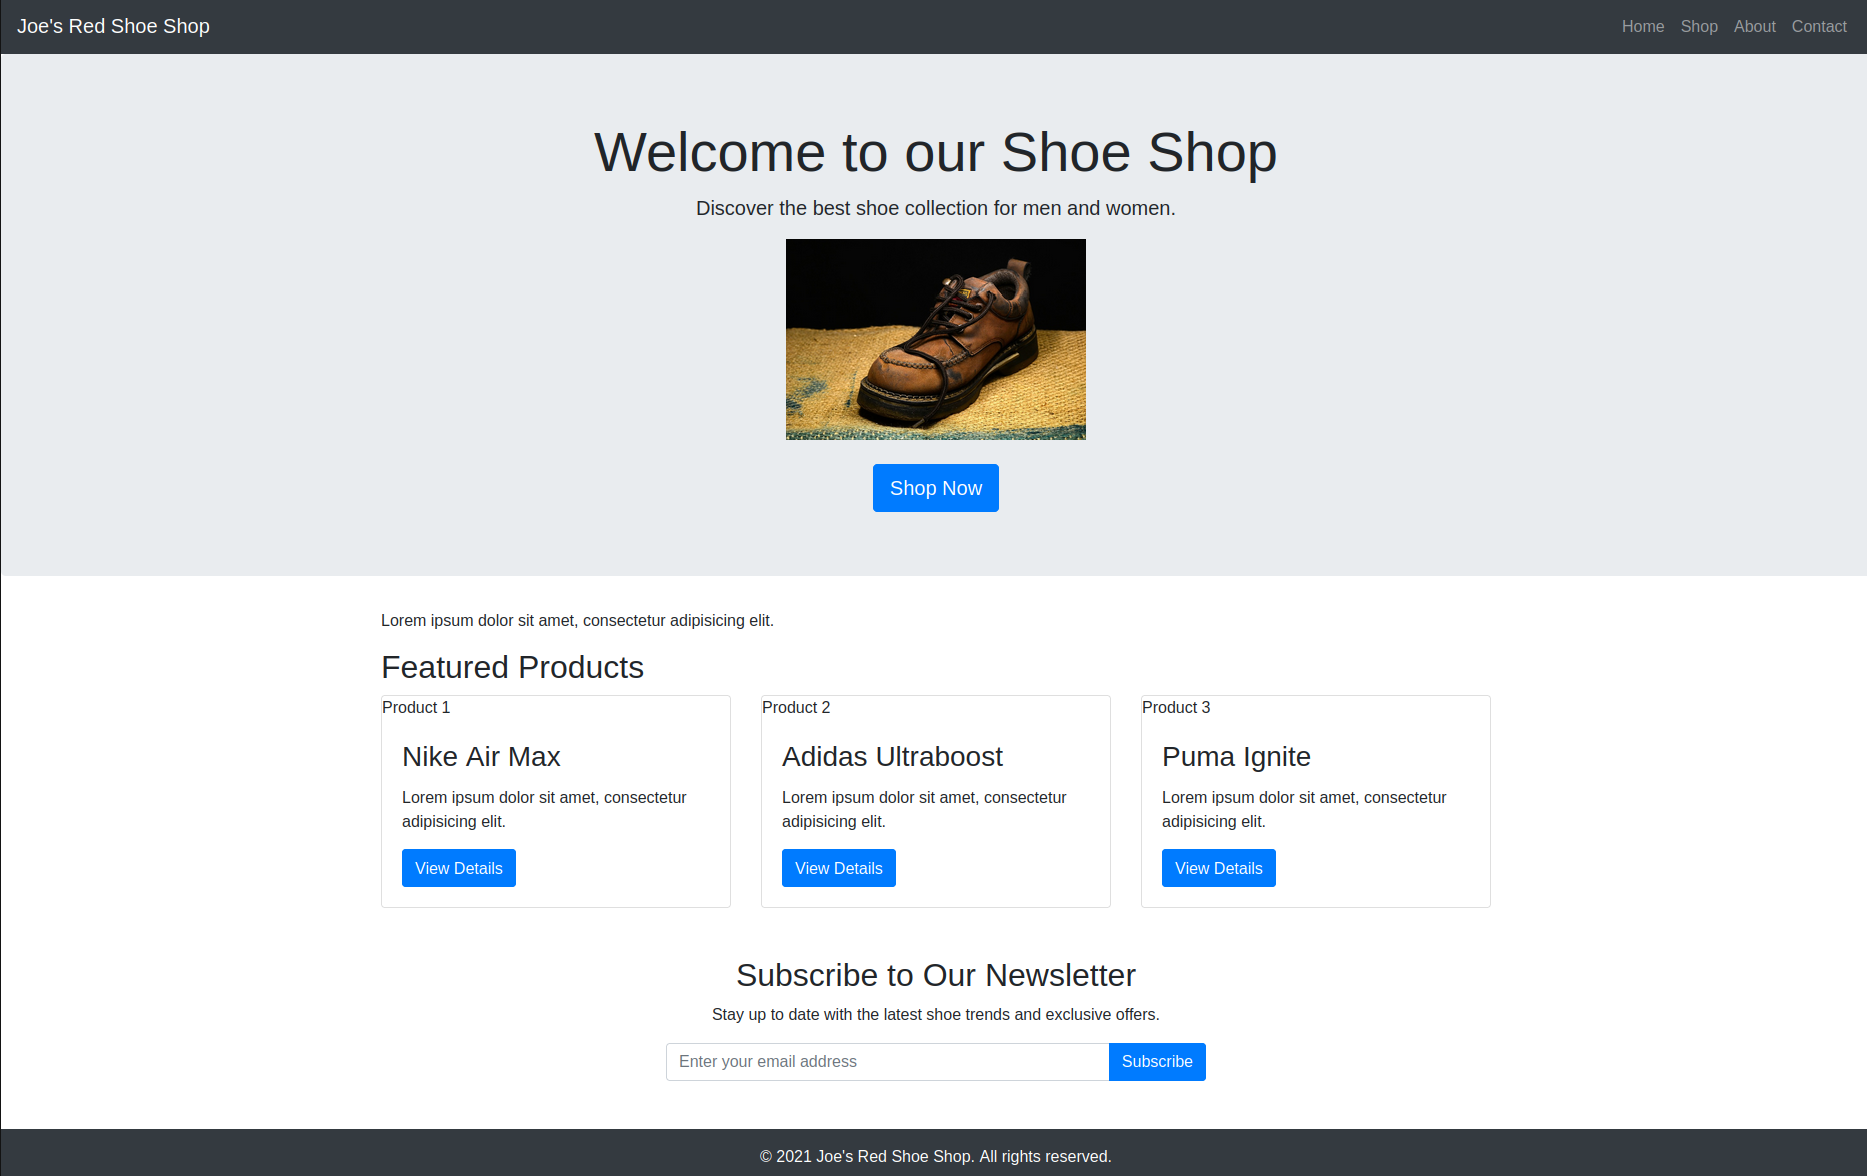 Joe's Red Shoe Shop
Home Shop About Contact
Welcome to our Shoe Shop
Discover the best shoe collection for men and women.
Shop Now
Lorem ipsum dolor sit amet, consectetur adipisicing elit.
Featured Products
Product 1
Nike Air Max
Lorem ipsum dolor sit amet, consectetur
adipisicing elit.
View Details
Product 2
Adidas Ultraboost
Lorem ipsum dolor sit amet, consectetur
adipisicing elit.
View Details
Product 3
Puma Ignite
Lorem ipsum dolor sit amet, consectetur
adipisicing elit.
View Details
Subscribe to Our Newsletter
Stay up to date with the latest shoe trends and exclusive offers.
Enter your email address
Subscribe
© 2021 Joe's Red Shoe Shop. All rights reserved.